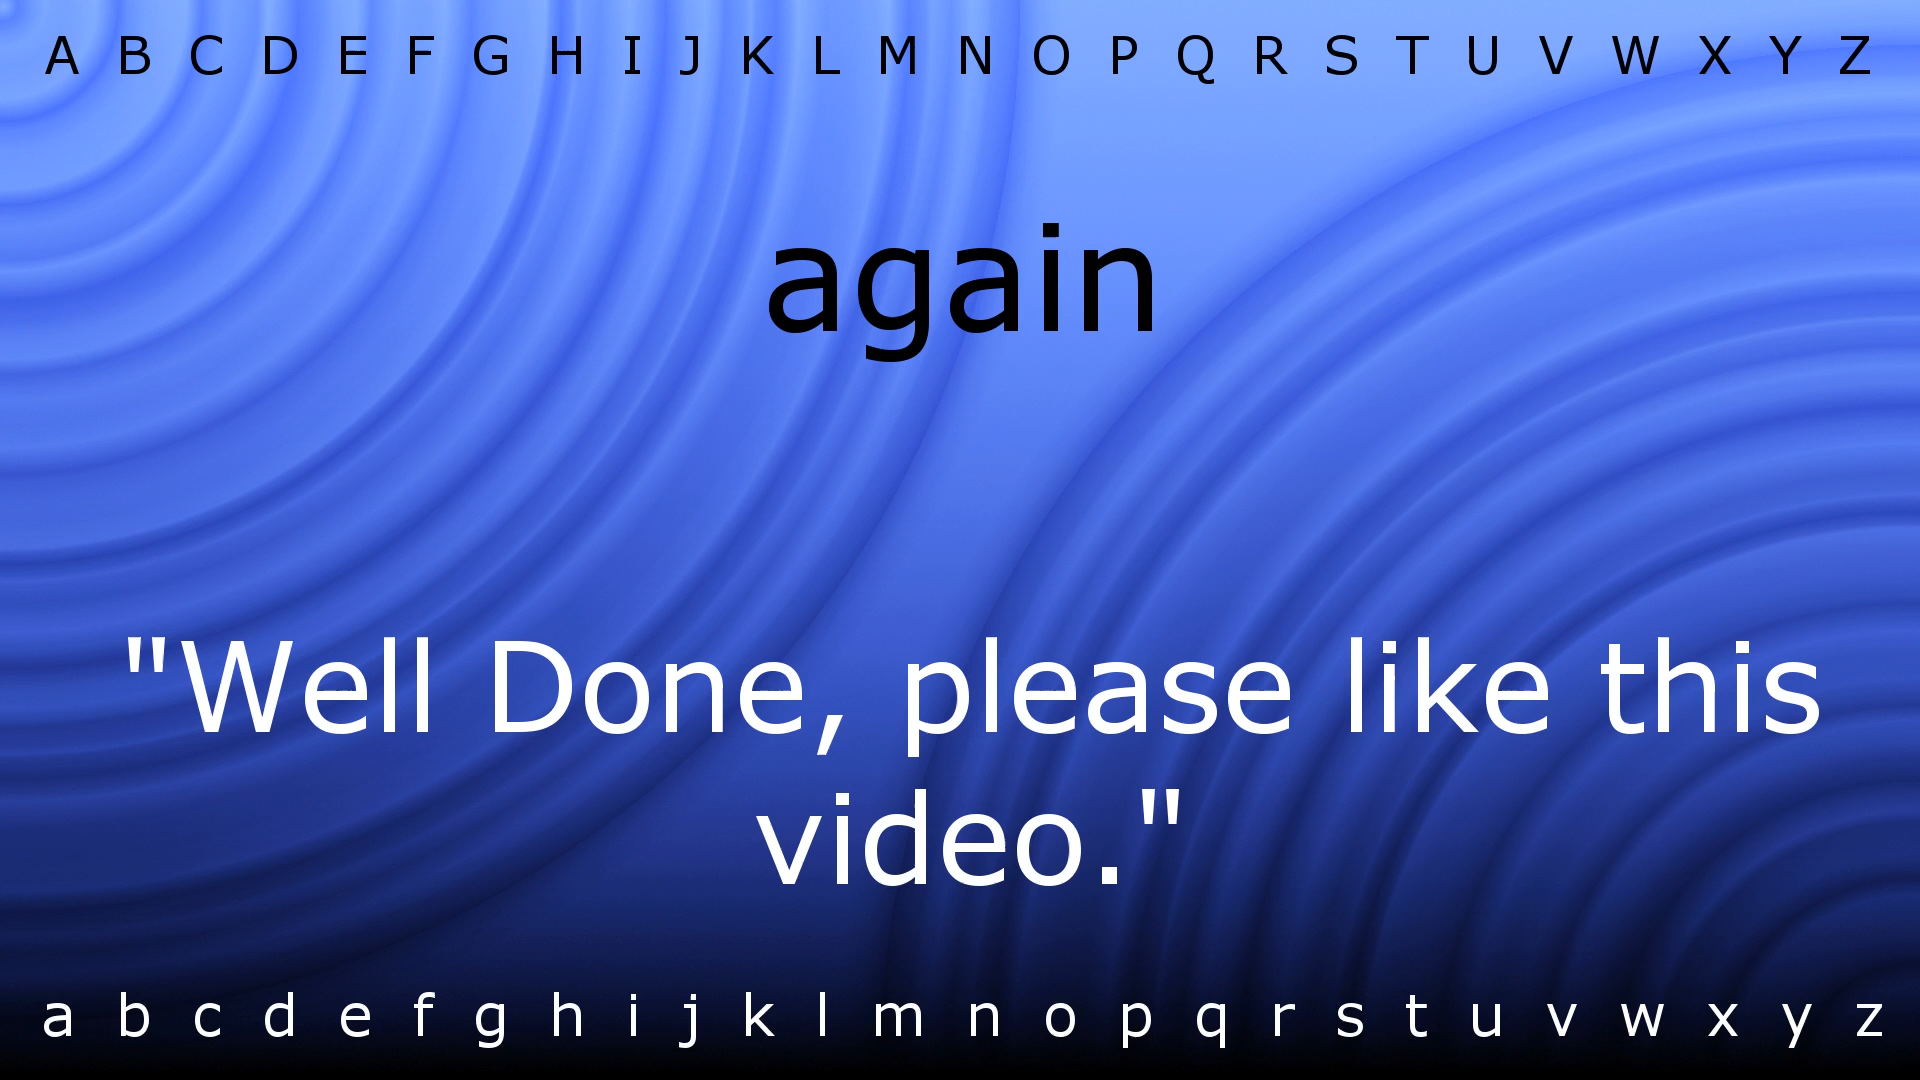 A B C D E F G H I J K L M N O P Q R S T U V W X Y Z
again
"Well Done, please like this
video."
a b c d e f g h i j k l m n o p q r s t u v w x y z